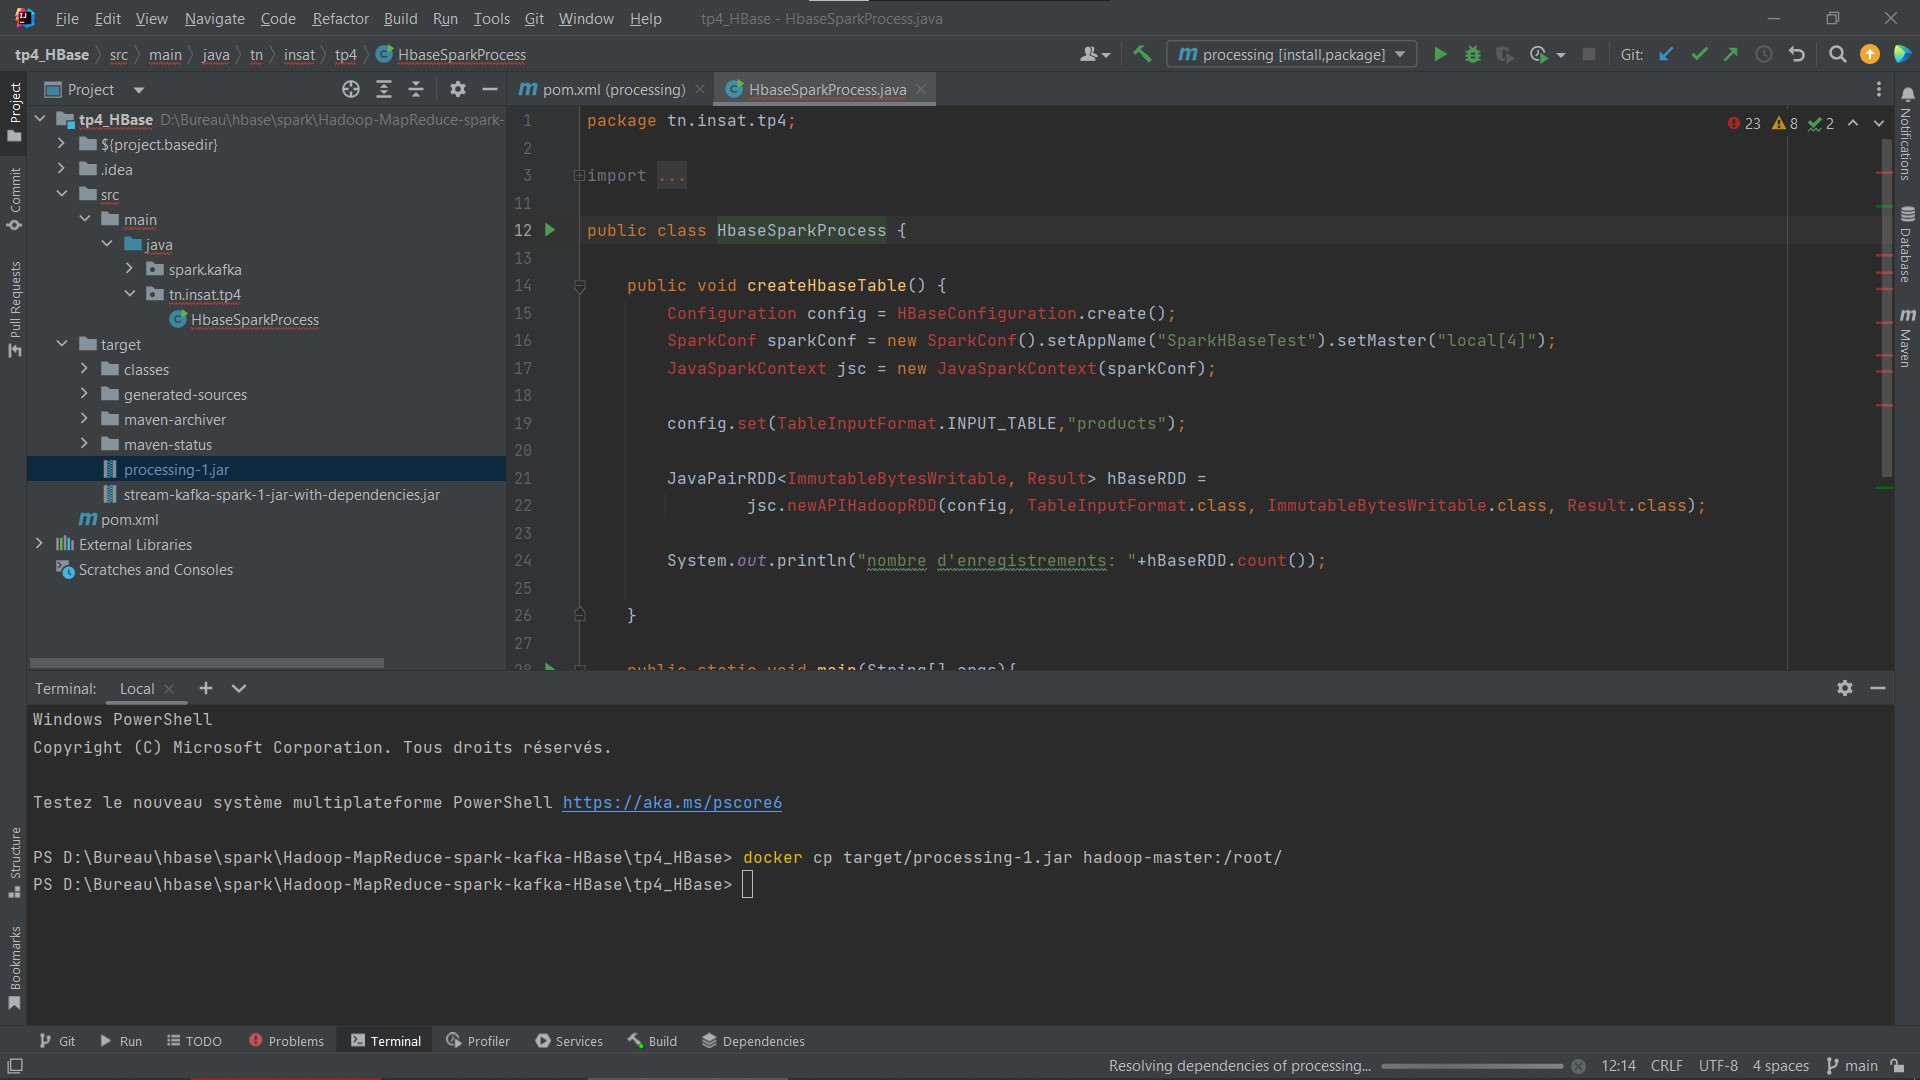 File Edit View Navigate Code Refactor Build Run Tools Git Window Help tp4_HBase - HbaseSparkProcess.java
tp4_HBase src main java tn insat tp4 HbaseSparkProcess processing [install,package] Git:
Project
pom.xml (processing) HbaseSparkProcess.java
Project
Commit
Pull Requests
Structure
Bookmarks
tp4_HBase D:\Bureau\hbase\spark\Hadoop-MapReduce-spark-
${project.basedir}
.idea
src
main
java
spark.kafka
tn.insat.tp4
HbaseSparkProcess
target
classes
generated-sources
maven-archiver
maven-status
processing-1.jar
stream-kafka-spark-1-jar-with-dependencies.jar
pom.xml
External Libraries
Scratches and Consoles
23 8 2
1 package tn.insat.tp4;
2
3 import ...
11
12 public class HbaseSparkProcess {
13
14 public void createHbaseTable() {
15 Configuration config = HBaseConfiguration.create();
16 SparkConf sparkConf = new SparkConf().setAppName("SparkHBaseTest").setMaster("local[4]");
17 JavaSparkContext jsc = new JavaSparkContext(sparkConf);
18
19 config.set(TableInputFormat.INPUT_TABLE,"products");
20
21 JavaPairRDD<ImmutableBytesWritable, Result> hBaseRDD =
22 jsc.newAPIHadoopRDD(config, TableInputFormat.class, ImmutableBytesWritable.class, Result.class);
23
24 System.out.println("nombre d'enregistrements: "+hBaseRDD.count());
25
26 }
27
28 public static void main(String[] args){
Notifications
Database
Maven
Terminal: Local
Windows PowerShell
Copyright (C) Microsoft Corporation. Tous droits réservés.
Testez le nouveau système multiplateforme PowerShell https://aka.ms/pscore6
PS D:\Bureau\hbase\spark\Hadoop-MapReduce-spark-kafka-HBase\tp4_HBase> docker cp target/processing-1.jar hadoop-master:/root/
PS D:\Bureau\hbase\spark\Hadoop-MapReduce-spark-kafka-HBase\tp4_HBase>
Git Run TODO Problems Terminal Profiler Services Build Dependencies
Resolving dependencies of processing... 12:14 CRLF UTF-8 4 spaces main